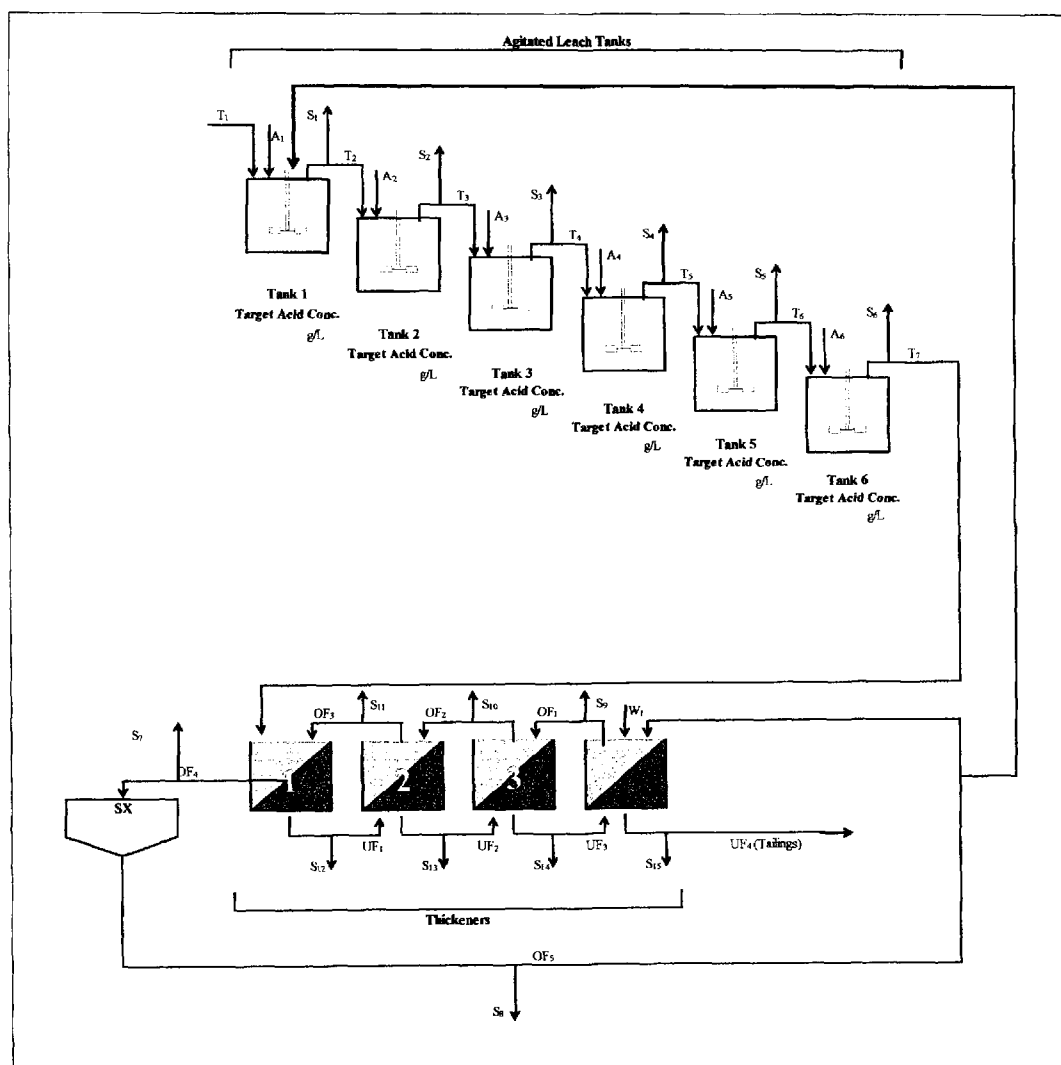 Agitated Leach Tanks
T1
A1
S1
T2
A2
S2
T3
A3
S3
T4
A4
S4
T5
A5
S5
T6
A6
S6
T7
Tank 1
Target Acid Conc.
g/L
Tank 2
Target Acid Conc.
g/L
Tank 3
Target Acid Conc.
g/L
Tank 4
Target Acid Conc.
g/L
Tank 5
Target Acid Conc.
g/L
Tank 6
Target Acid Conc.
g/L
S7
OF4
SX
OF3
S11
OF2
S10
OF1
S9
W1
1
2
3
UF1
S12
UF2
S13
UF3
S14
S15
UF4 (Tailings)
Thickeners
OF5
S8